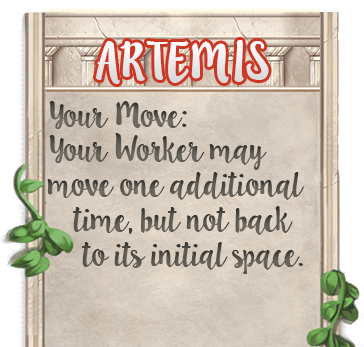 ARTEMIS
Your Move:
Your Worker may
move one additional
time, but not back
to its initial space.